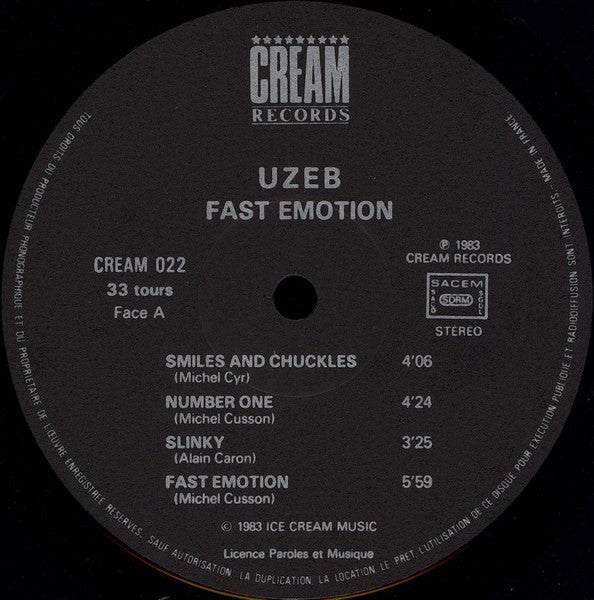 CREAM
RECORDS
UZEB
FAST EMOTION
CREAM 022
33 tours
Face A
℗ 1983
CREAM RECORDS
SACEM
SACD
SDRM
SGDL
STEREO
SMILES AND CHUCKLES 4'06
(Michel Cyr)
NUMBER ONE 4'24
(Michel Cusson)
SLINKY 3'25
(Alain Caron)
FAST EMOTION 5'59
(Michel Cusson)
© 1983 ICE CREAM MUSIC
Licence Paroles et Musique
TOUS DROITS DU PRODUCTEUR PHONOGRAPHIQUE ET DU PROPRIETAIRE DE L'ŒUVRE ENREGISTREE RESERVES. SAUF AUTORISATION, LA DUPLICATION, LA LOCATION, LE PRET, L'UTILISATION DE CE DISQUE POUR EXECUTION PUBLIQUE ET RADIODIFFUSION SONT INTERDITS - MADE IN FRANCE